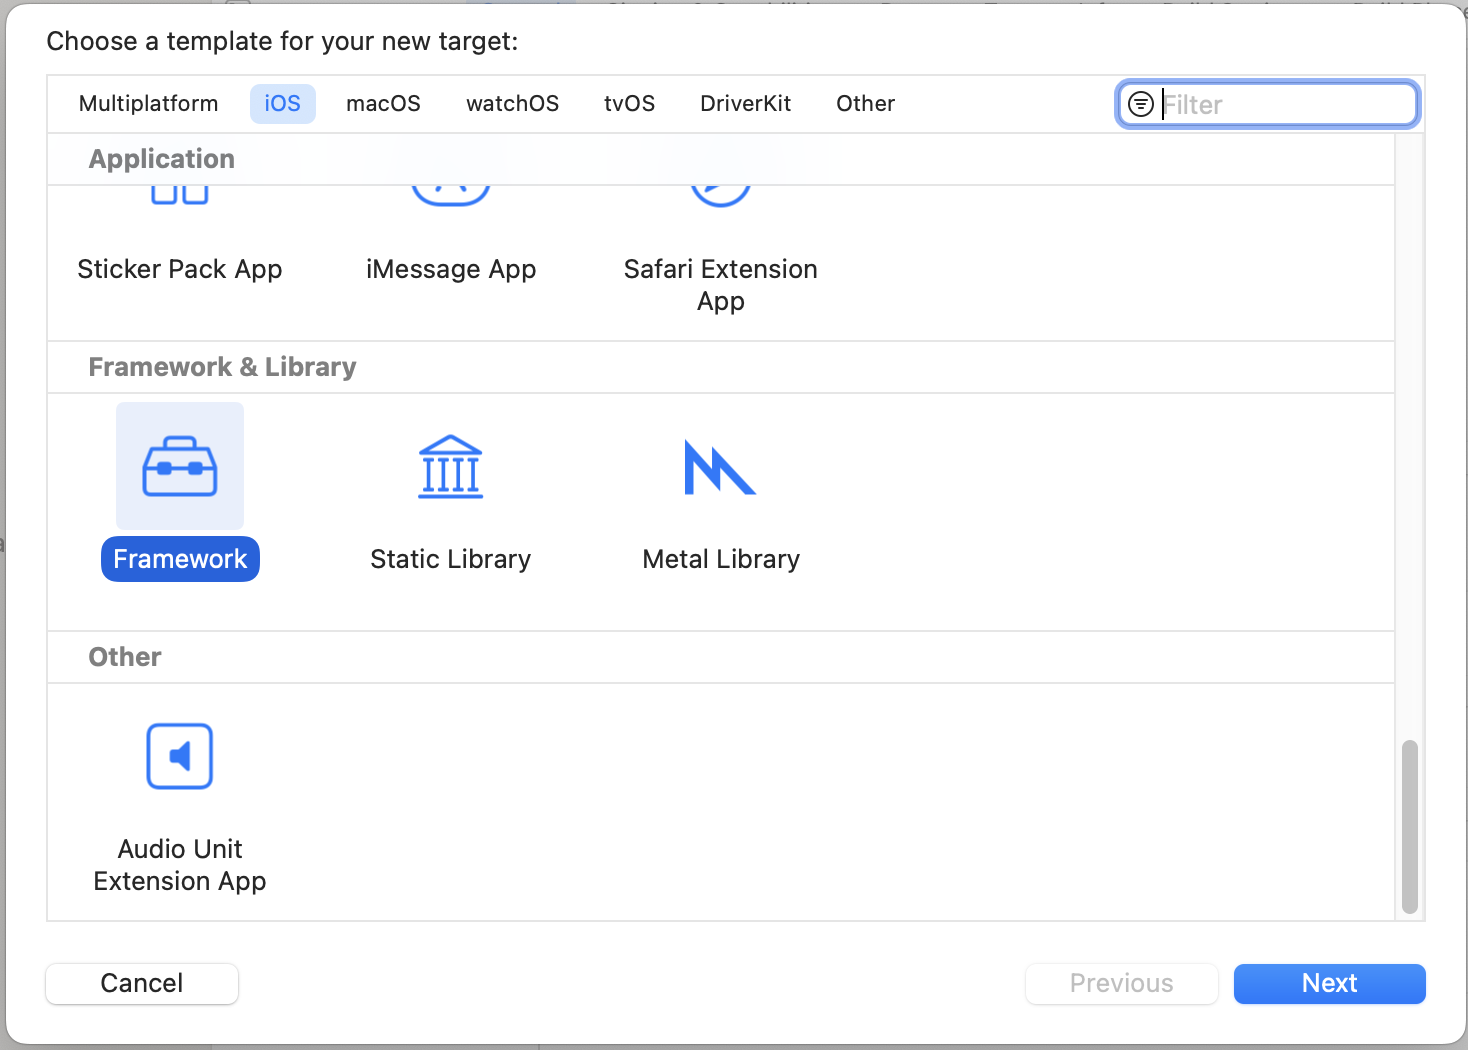 Choose a template for your new target:
Multiplatform iOS macOS watchOS tvOS DriverKit Other Filter
Application
Sticker Pack App iMessage App Safari Extension
App
Framework & Library
Framework Static Library Metal Library
Other
Audio Unit
Extension App
Cancel Previous Next